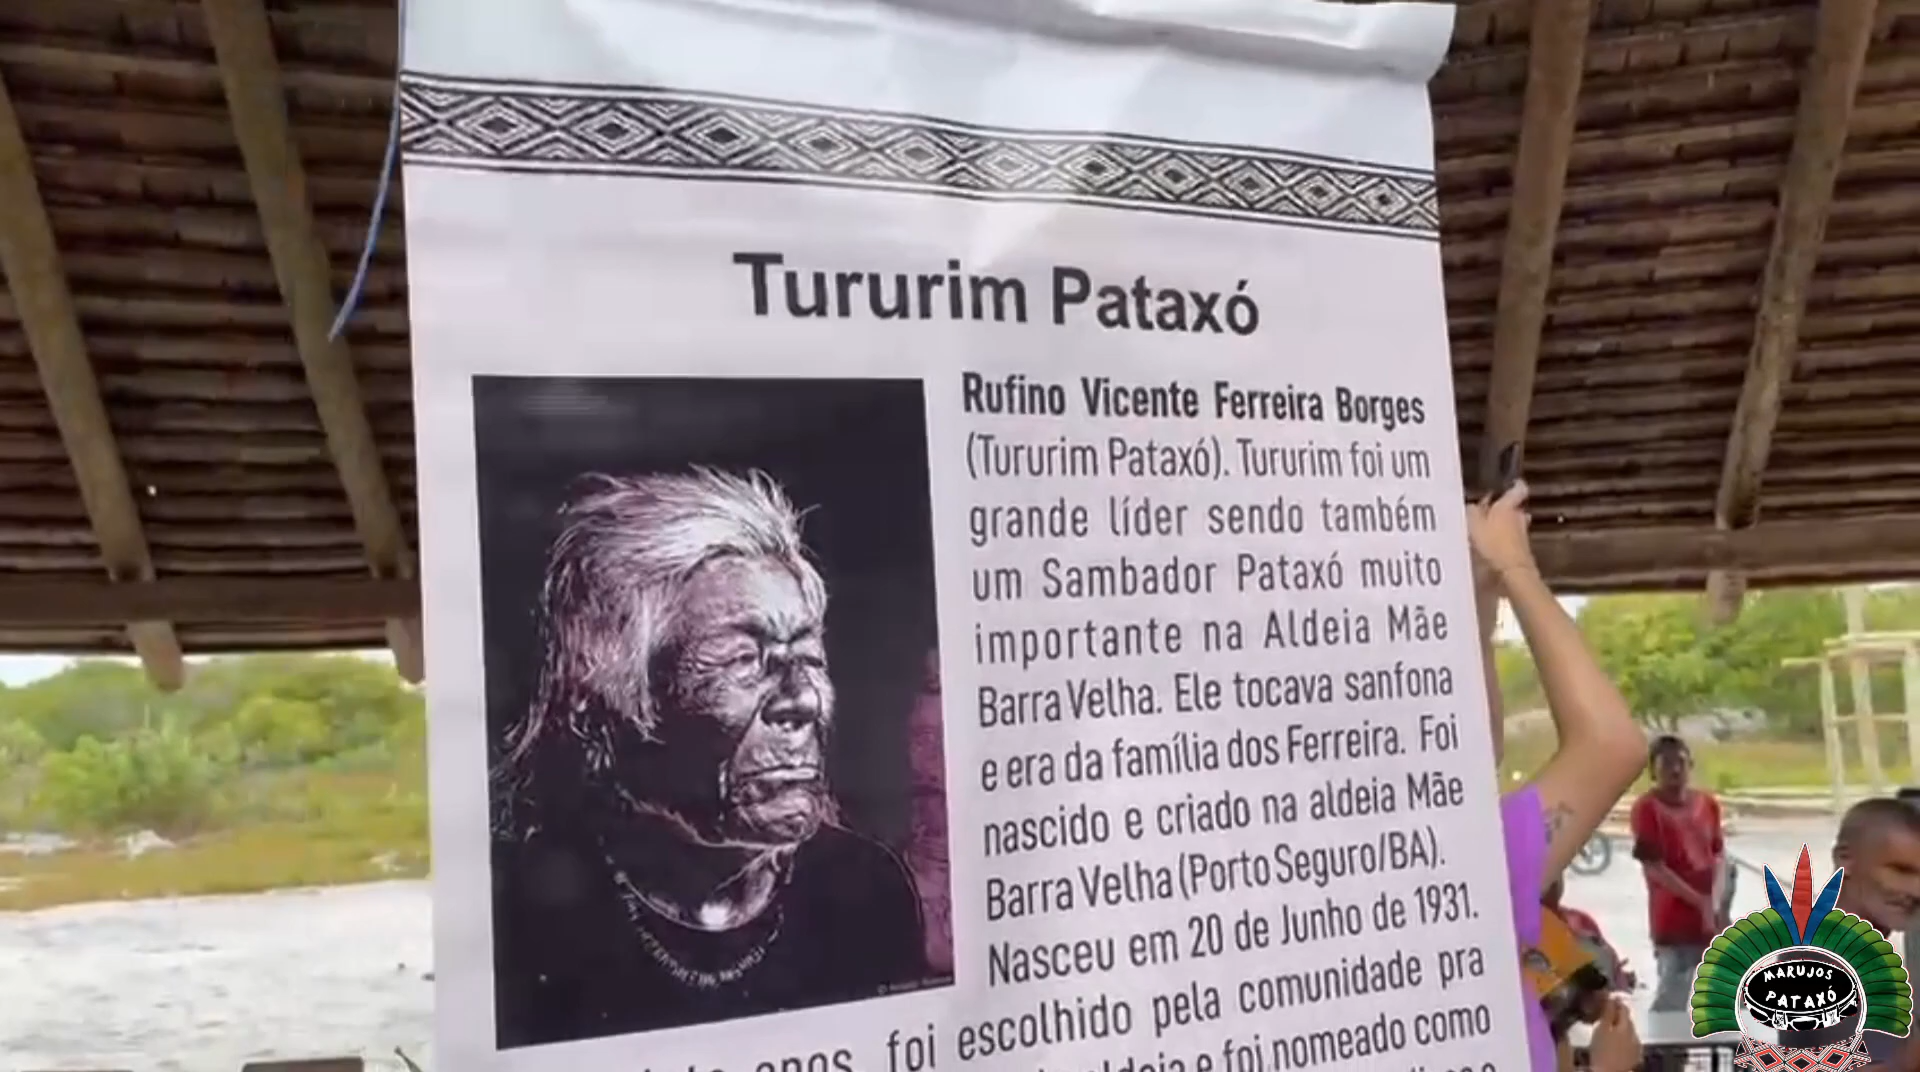 Tururim Pataxó
Rufino Vicente Ferreira Borges
(Tururim Pataxó). Tururim foi um
grande líder sendo também
um Sambador Pataxó muito
importante na Aldeia Mãe
Barra Velha. Ele tocava sanfona
e era da família dos Ferreira. Foi
nascido e criado na aldeia Mãe
Barra Velha (Porto Seguro/BA).
Nasceu em 20 de Junho de 1931.
anos, foi escolhido pela comunidade pra
e foi nomeado como
MARUJOS
PATAXÓ